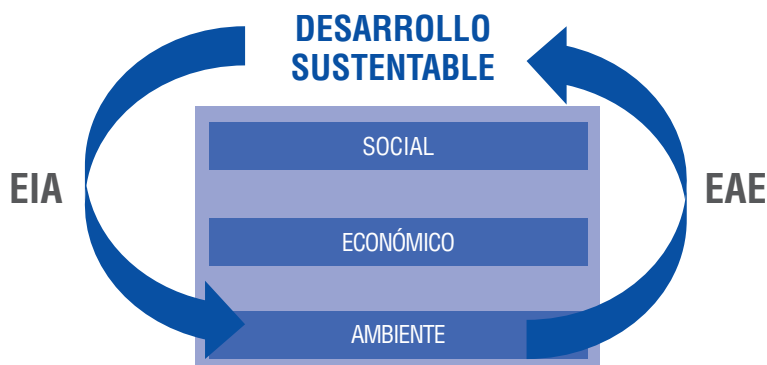 DESARROLLO
SUSTENTABLE
SOCIAL
EIA
EAE
ECONÓMICO
AMBIENTE